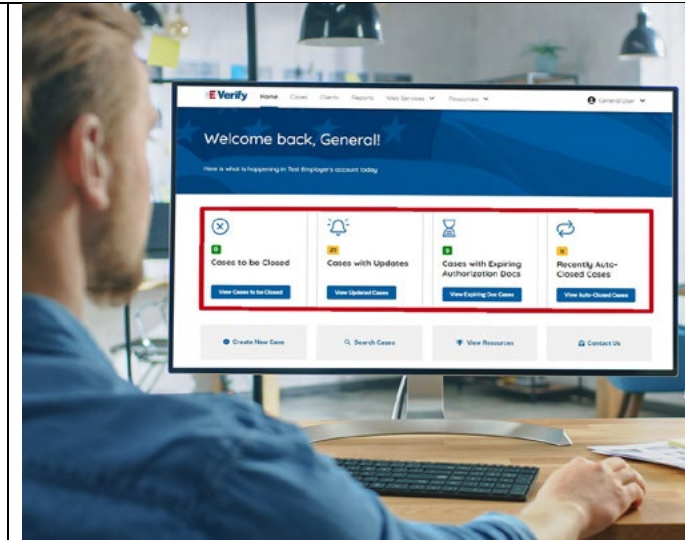 E Verify Home Cases Clients Reports Web Services Resources General User
Welcome back, General!
Here is what is happening in Test Employer's account today
0
Cases to be Closed
View Cases to be Closed
21
Cases with Updates
View Updated Cases
0
Cases with Expiring
Authorization Docs
View Expiring Doc Cases
Recently Auto-
Closed Cases
View Auto-Closed Cases
Create New Case
Search Cases
View Resources
Contact Us